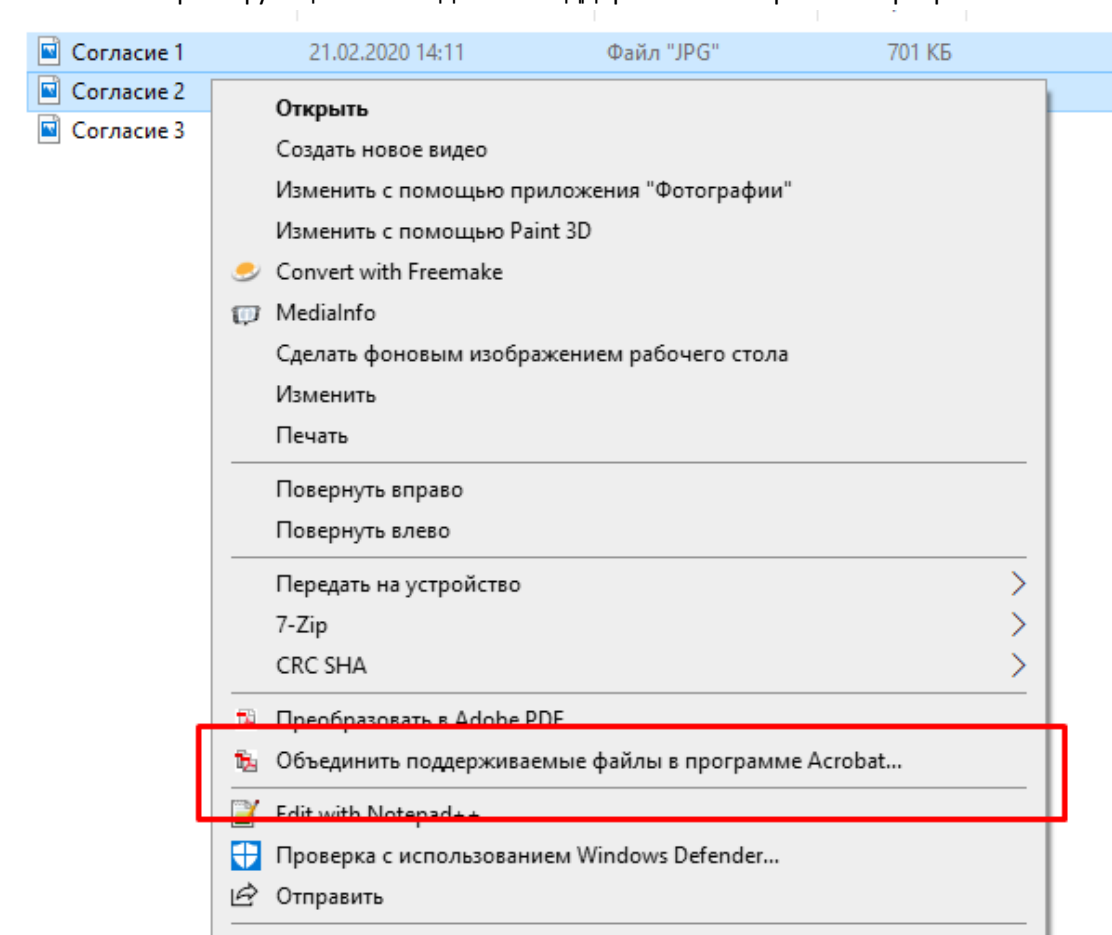 Согласие 1 21.02.2020 14:11 Файл "JPG" 701 КБ
Согласие 2
Согласие 3
Открыть
Создать новое видео
Изменить с помощью приложения "Фотографии"
Изменить с помощью Paint 3D
Convert with Freemake
MediaInfo
Сделать фоновым изображением рабочего стола
Изменить
Печать
Повернуть вправо
Повернуть влево
Передать на устройство
7-Zip
CRC SHA
Преобразовать в Adobe PDF
Объединить поддерживаемые файлы в программе Acrobat...
Edit with Notepad++
Проверка с использованием Windows Defender...
Отправить